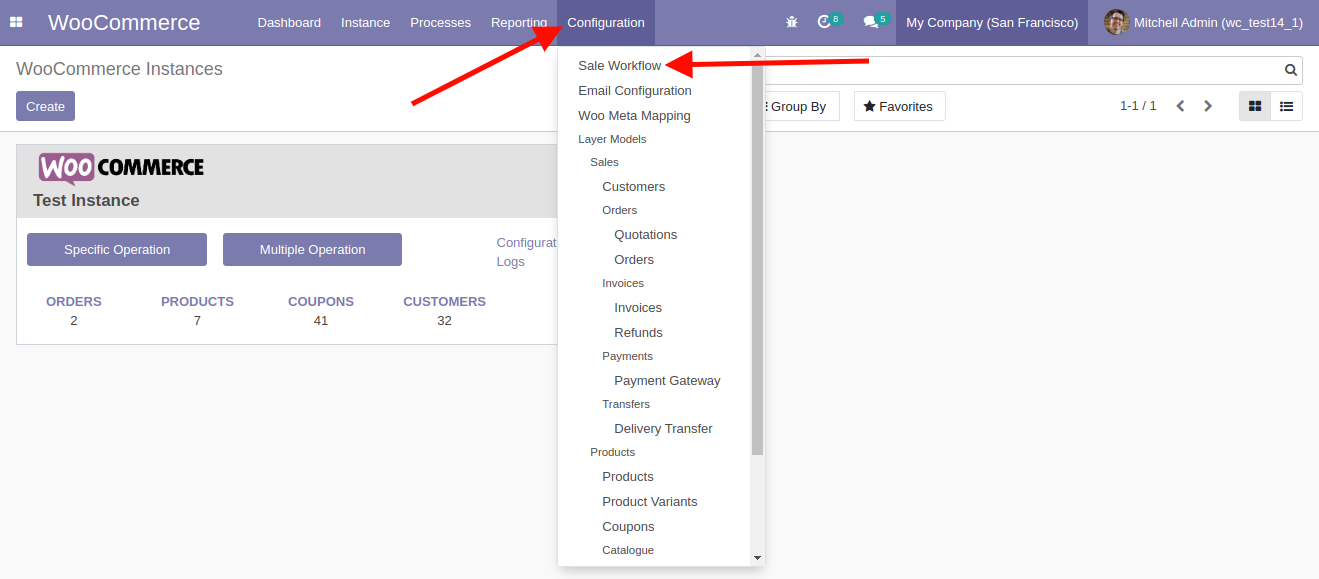 WooCommerce Dashboard Instance Processes Reporting Configuration 8 5 My Company (San Francisco) Mitchell Admin (wc_test14_1)
WooCommerce Instances
Create
Group By Favorites 1-1 / 1
WOO COMMERCE
Test Instance
Specific Operation Multiple Operation
Configurat
Logs
ORDERS PRODUCTS COUPONS CUSTOMERS
2 7 41 32
Sale Workflow
Email Configuration
Woo Meta Mapping
Layer Models
Sales
Customers
Orders
Quotations
Orders
Invoices
Invoices
Refunds
Payments
Payment Gateway
Transfers
Delivery Transfer
Products
Products
Product Variants
Coupons
Catalogue